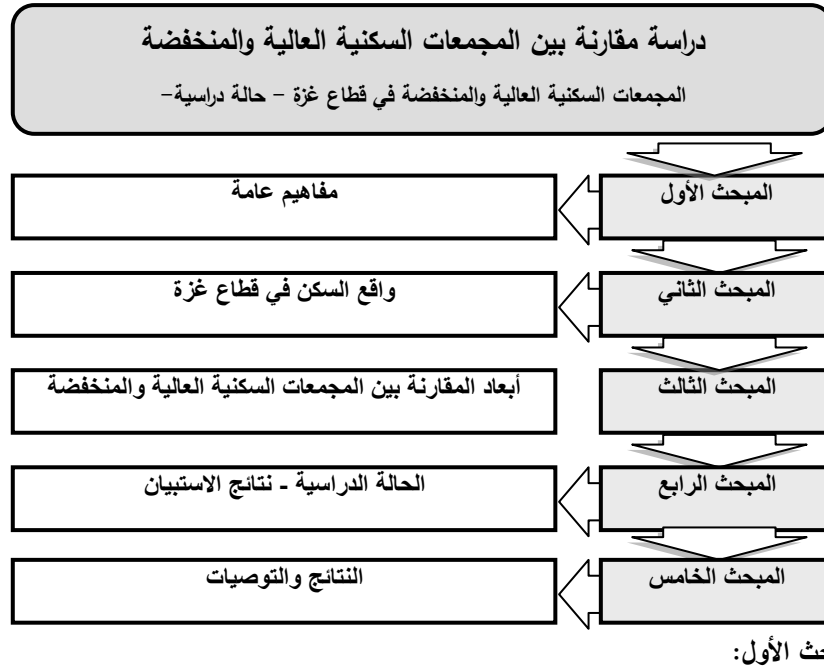 دراسة مقارنة بين المجمعات السكنية العالية والمنخفضة
المجمعات السكنية العالية والمنخفضة في قطاع غزة – حالة دراسية-
المبحث الأول
مفاهيم عامة
المبحث الثاني
واقع السكن في قطاع غزة
المبحث الثالث
أبعاد المقارنة بين المجمعات السكنية العالية والمنخفضة
المبحث الرابع
الحالة الدراسية - نتائج الاستبيان
المبحث الخامس
النتائج والتوصيات
الأول: